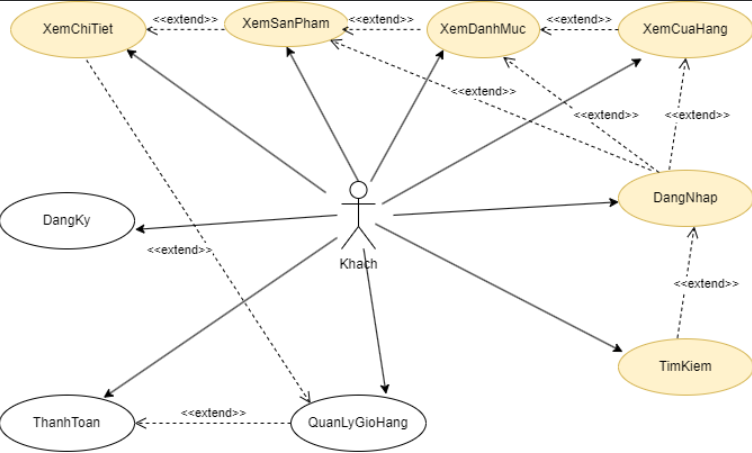 XemChiTiet
<<extend>>
XemSanPham
<<extend>>
XemDanhMuc
<<extend>>
XemCuaHang
<<extend>>
<<extend>>
<<extend>>
DangKy
DangNhap
<<extend>>
Khach
<<extend>>
TimKiem
ThanhToan
<<extend>>
QuanLyGioHang